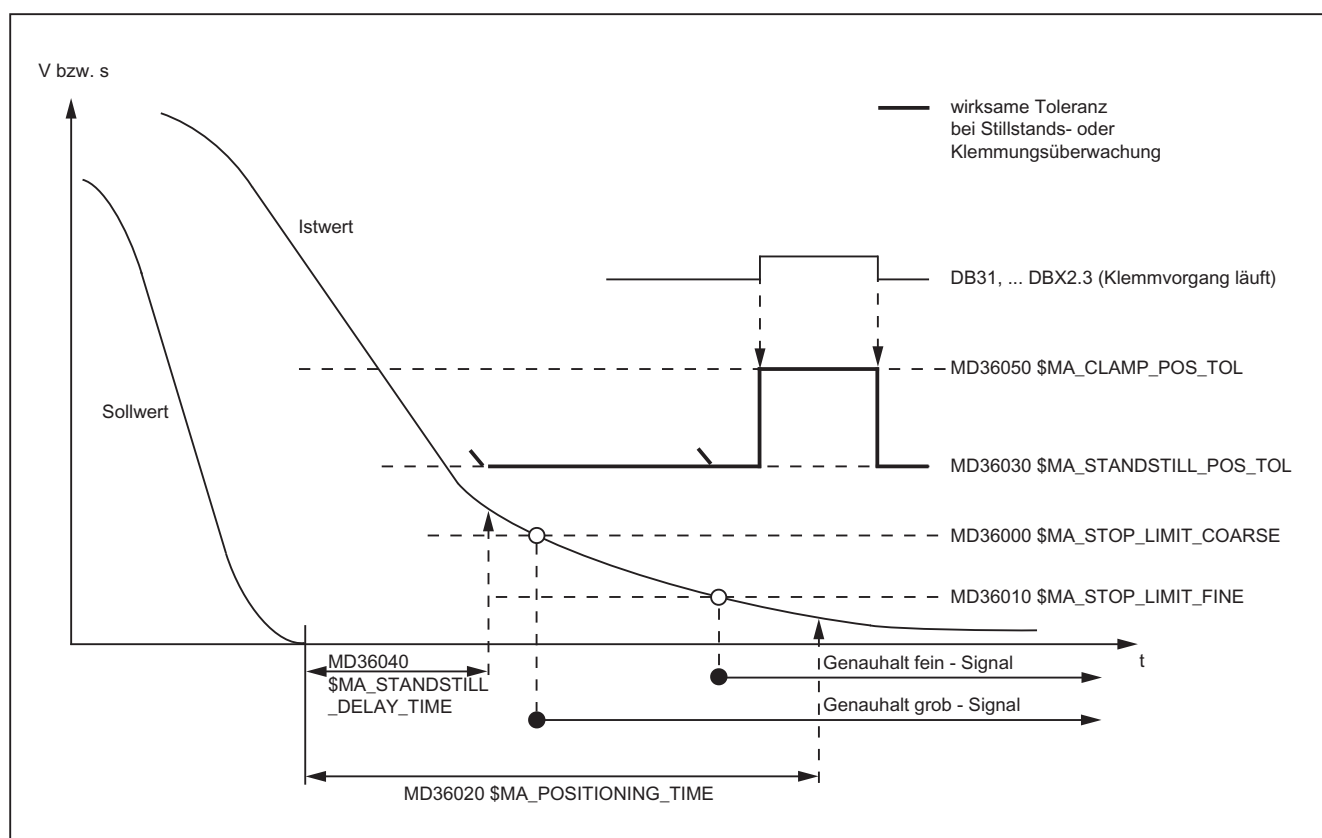 V bzw. s
wirksame Toleranz
bei Stillstands- oder
Klemmungsüberwachung
Istwert
DB31, ... DBX2.3 (Klemmvorgang läuft)
MD36050 $MA_CLAMP_POS_TOL
Sollwert
MD36030 $MA_STANDSTILL_POS_TOL
MD36000 $MA_STOP_LIMIT_COARSE
MD36010 $MA_STOP_LIMIT_FINE
t
MD36040
$MA_STANDSTILL
_DELAY_TIME
Genauhalt fein - Signal
Genauhalt grob - Signal
MD36020 $MA_POSITIONING_TIME